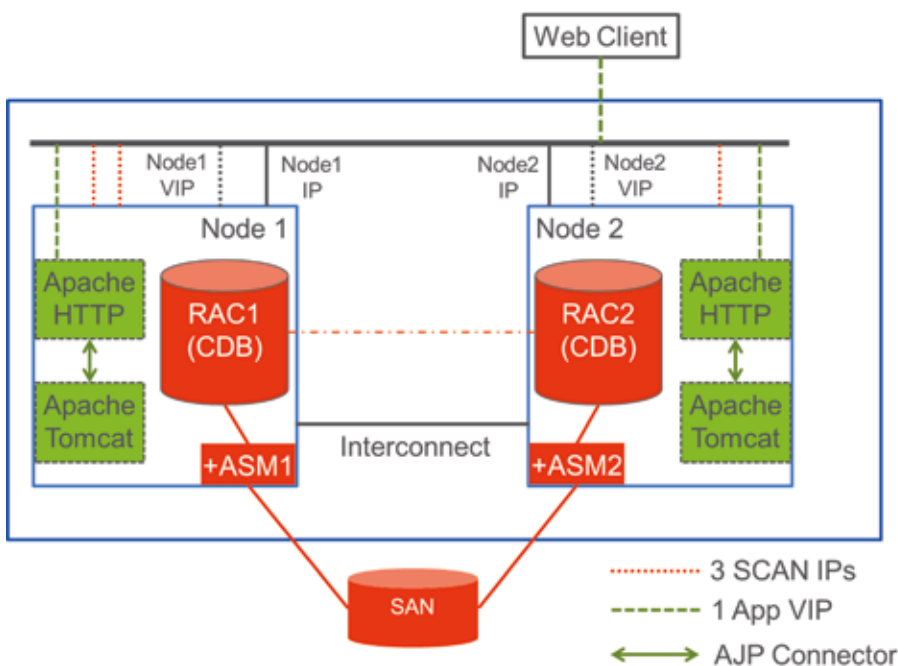 Web Client
Node1
VIP
Node1
IP
Node2
IP
Node2
VIP
Node 1
Node 2
Apache
HTTP
RAC1
(CDB)
RAC2
(CDB)
Apache
HTTP
Apache
Tomcat
Apache
Tomcat
Interconnect
+ASM1
+ASM2
SAN
3 SCAN IPs
1 App VIP
AJP Connector